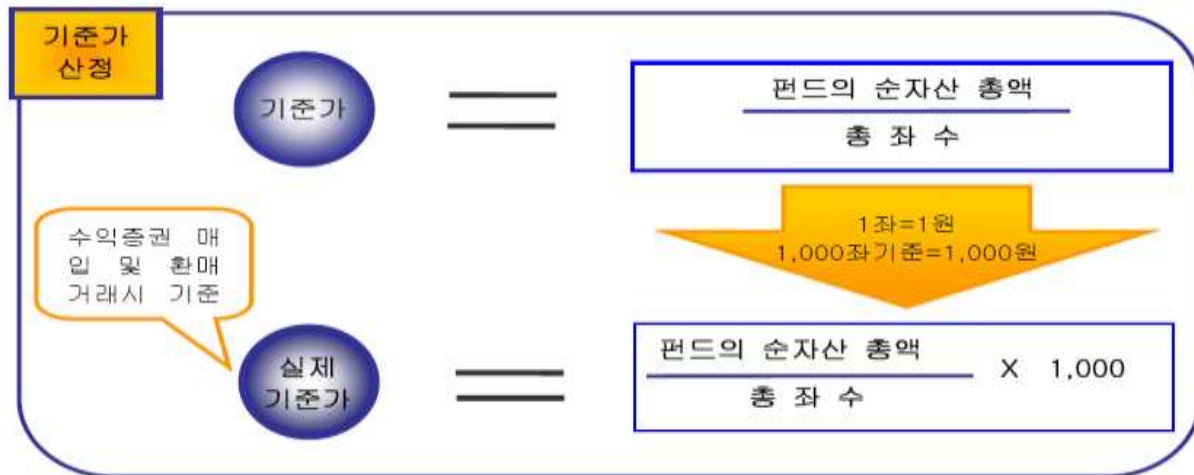 기준가
산정
기준가
펀드의 순자산 총액
총 좌 수
1좌=1원
1,000좌기준=1,000원
수익증권 매
입 및 환매
거래시 기준
실제
기준가
펀드의 순자산 총액
총 좌 수
X 1,000